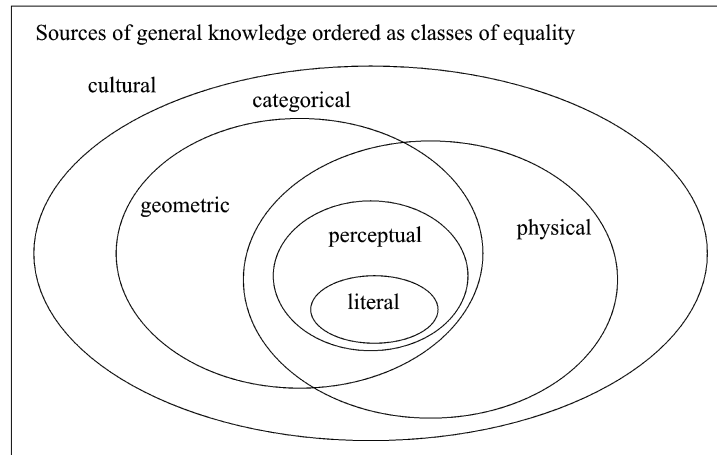 Sources of general knowledge ordered as classes of equality
cultural
categorical
geometric
perceptual
physical
literal